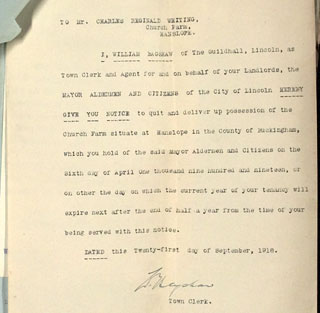 TO Mr. CHARLES REGINALD WHITING,
Church Farm,
HANSLOPE.
I, WILLIAM BAGSHAW of The Guildhall, Lincoln, as
Town Clerk and Agent for and on behalf of your Landlords, the
MAYOR ALDERMEN AND CITIZENS of the City of Lincoln HEREBY
GIVE YOU NOTICE to quit and deliver up possession of the
Church Farm situate at Hanslope in the County of Buckingham,
which you hold of the said Mayor Aldermen and Citizens on the
Sixth day of April One thousand nine hundred and nineteen, or
on other the day on which the current year of your tenancy will
expire next after the end of half a year from the time of your
being served with this notice.
DATED this Twenty-first day of September, 1918.
Town Clerk.